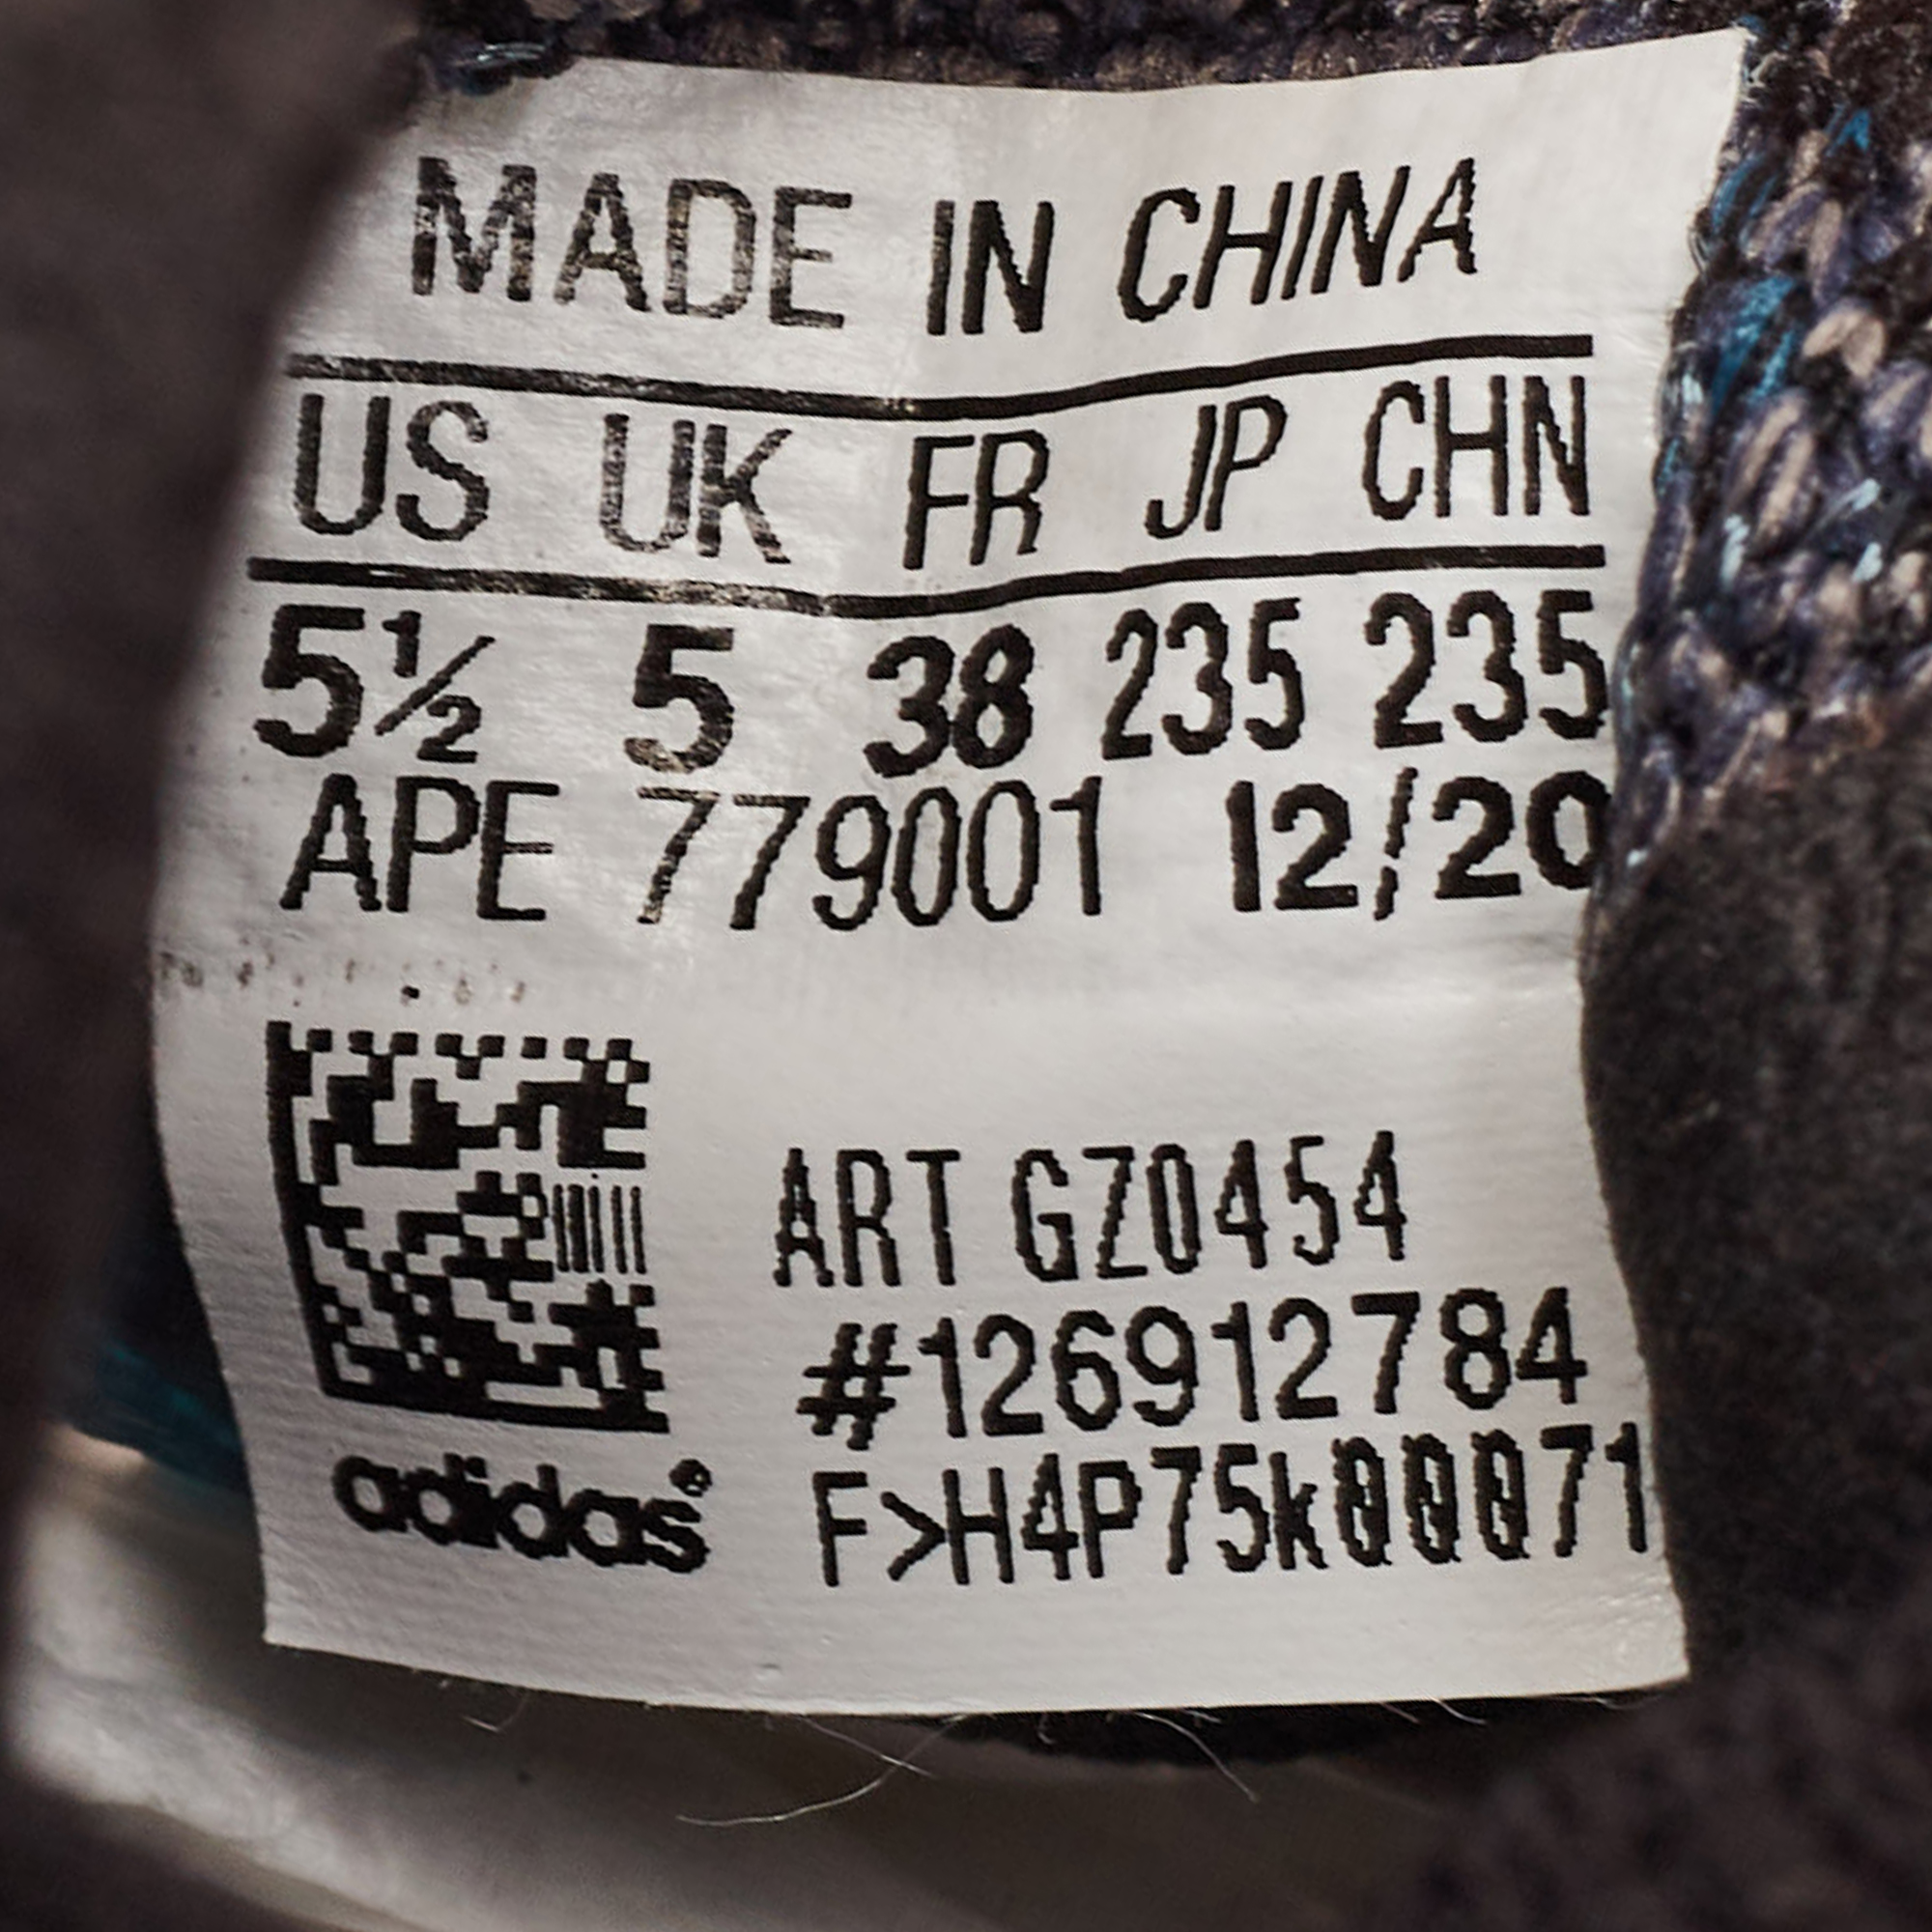 MADE IN CHINA
US UK FR JP CHN
5½ 5 38 235 235
APE 779001 12/20
ART GZ0454
#126912784
adidas® F>H4P75k00071